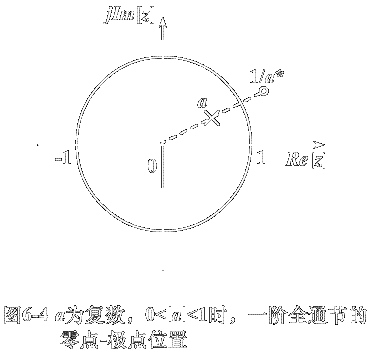 jIm[z]
1/a*
a
-1
0
1
Re[z]
图6-4 a为复数，0<|a|<1时，一阶全通节的
零点-极点位置